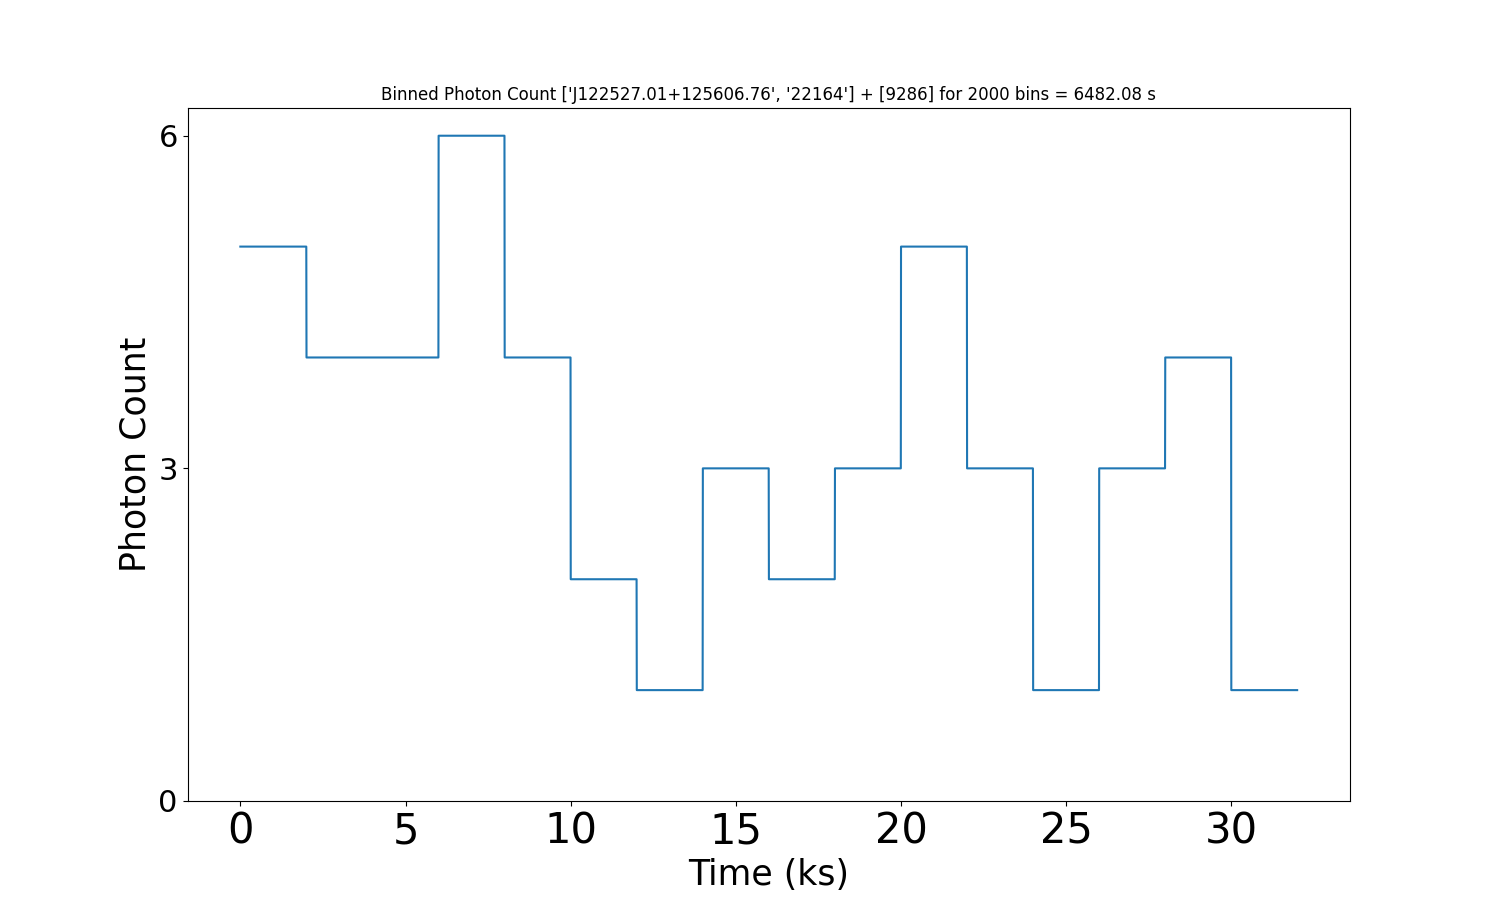 Binned Photon Count ['J122527.01+125606.76', '22164'] + [9286] for 2000 bins = 6482.08 s
6
3
0
Photon Count
0 5 10 15 20 25 30
Time (ks)